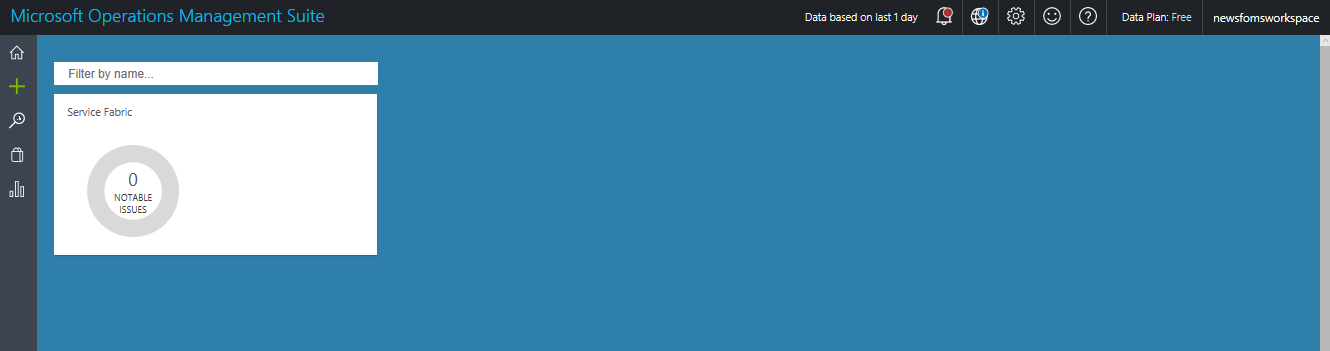 Microsoft Operations Management Suite
Data based on last 1 day
Data Plan: Free
newsfomsworkspace
Filter by name...
Service Fabric
0
NOTABLE
ISSUES